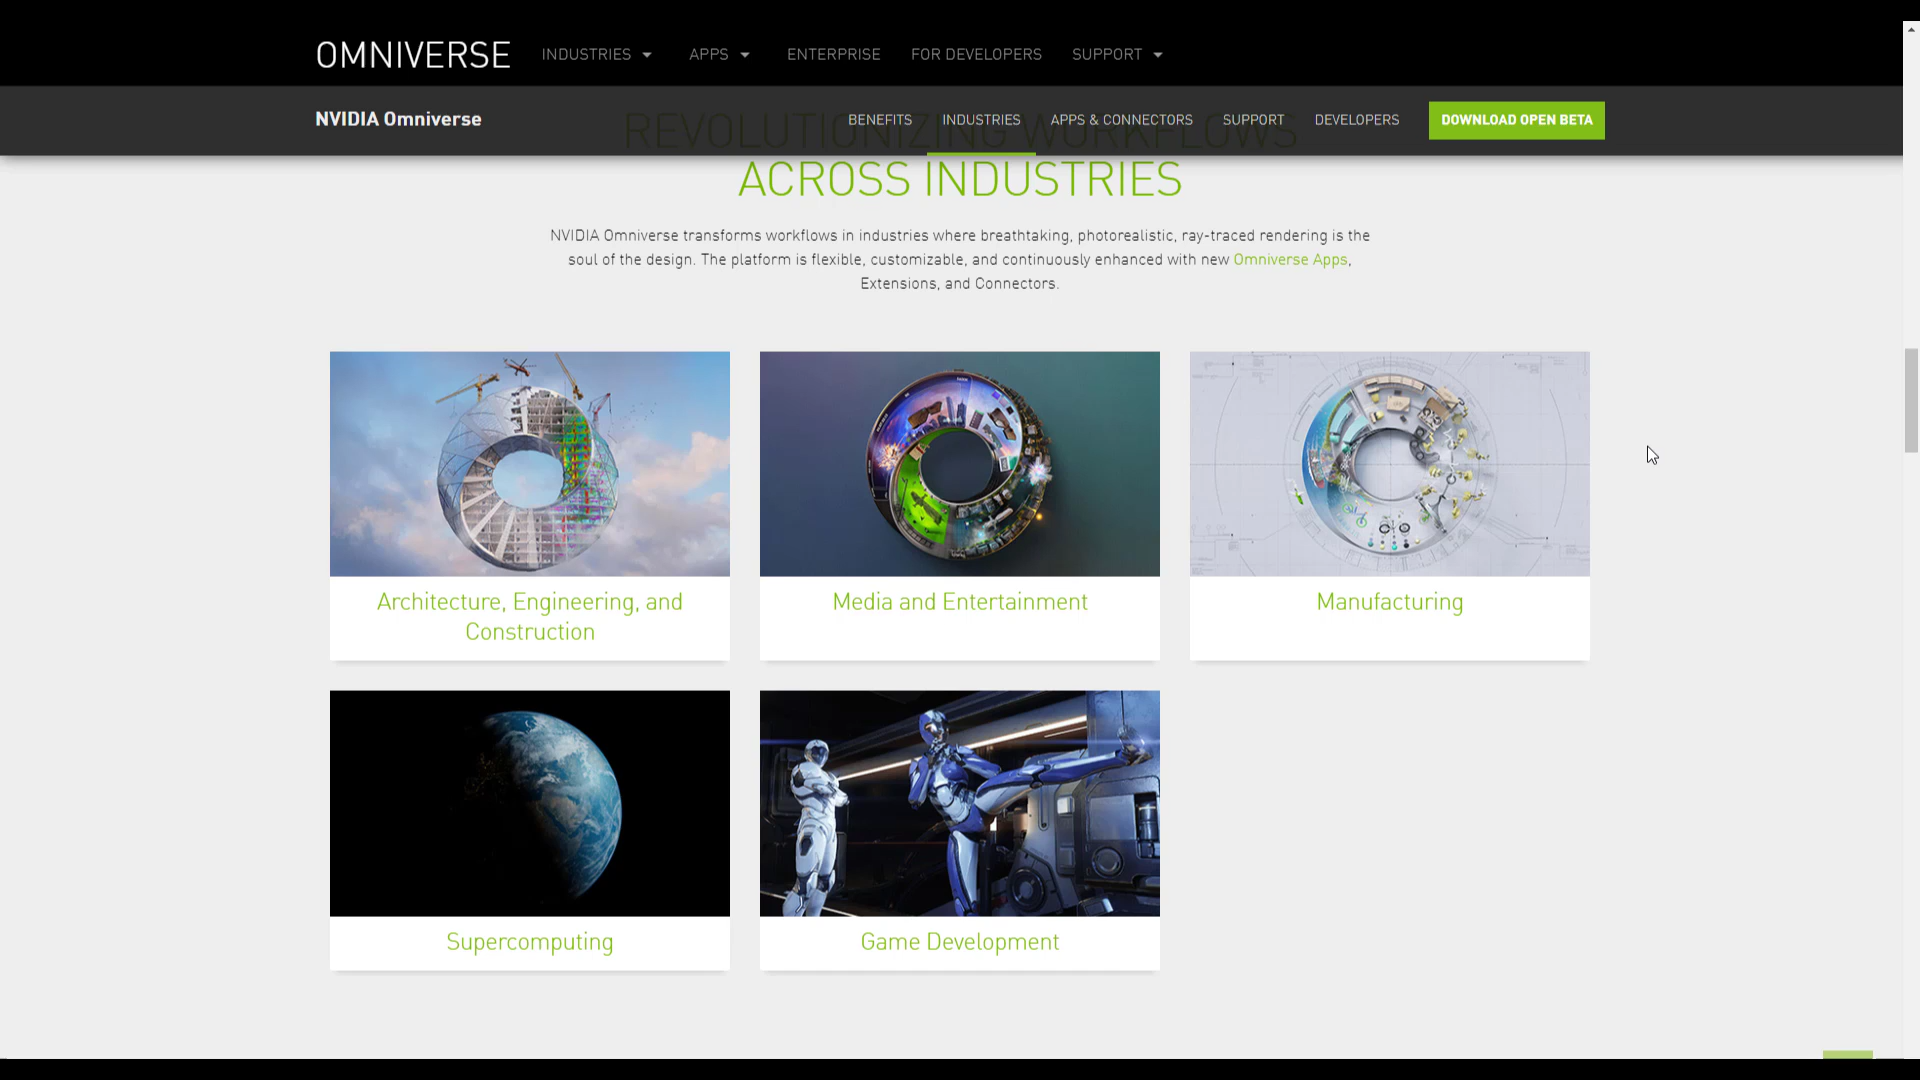 OMNIVERSE INDUSTRIES APPS ENTERPRISE FOR DEVELOPERS SUPPORT
NVIDIA Omniverse BENEFITS INDUSTRIES APPS & CONNECTORS SUPPORT DEVELOPERS DOWNLOAD OPEN BETA
REVOLUTIONIZING WORKFLOWS
ACROSS INDUSTRIES
NVIDIA Omniverse transforms workflows in industries where breathtaking, photorealistic, ray-traced rendering is the
soul of the design. The platform is flexible, customizable, and continuously enhanced with new Omniverse Apps,
Extensions, and Connectors.
Architecture, Engineering, and
Construction
Media and Entertainment
Manufacturing
Supercomputing
Game Development